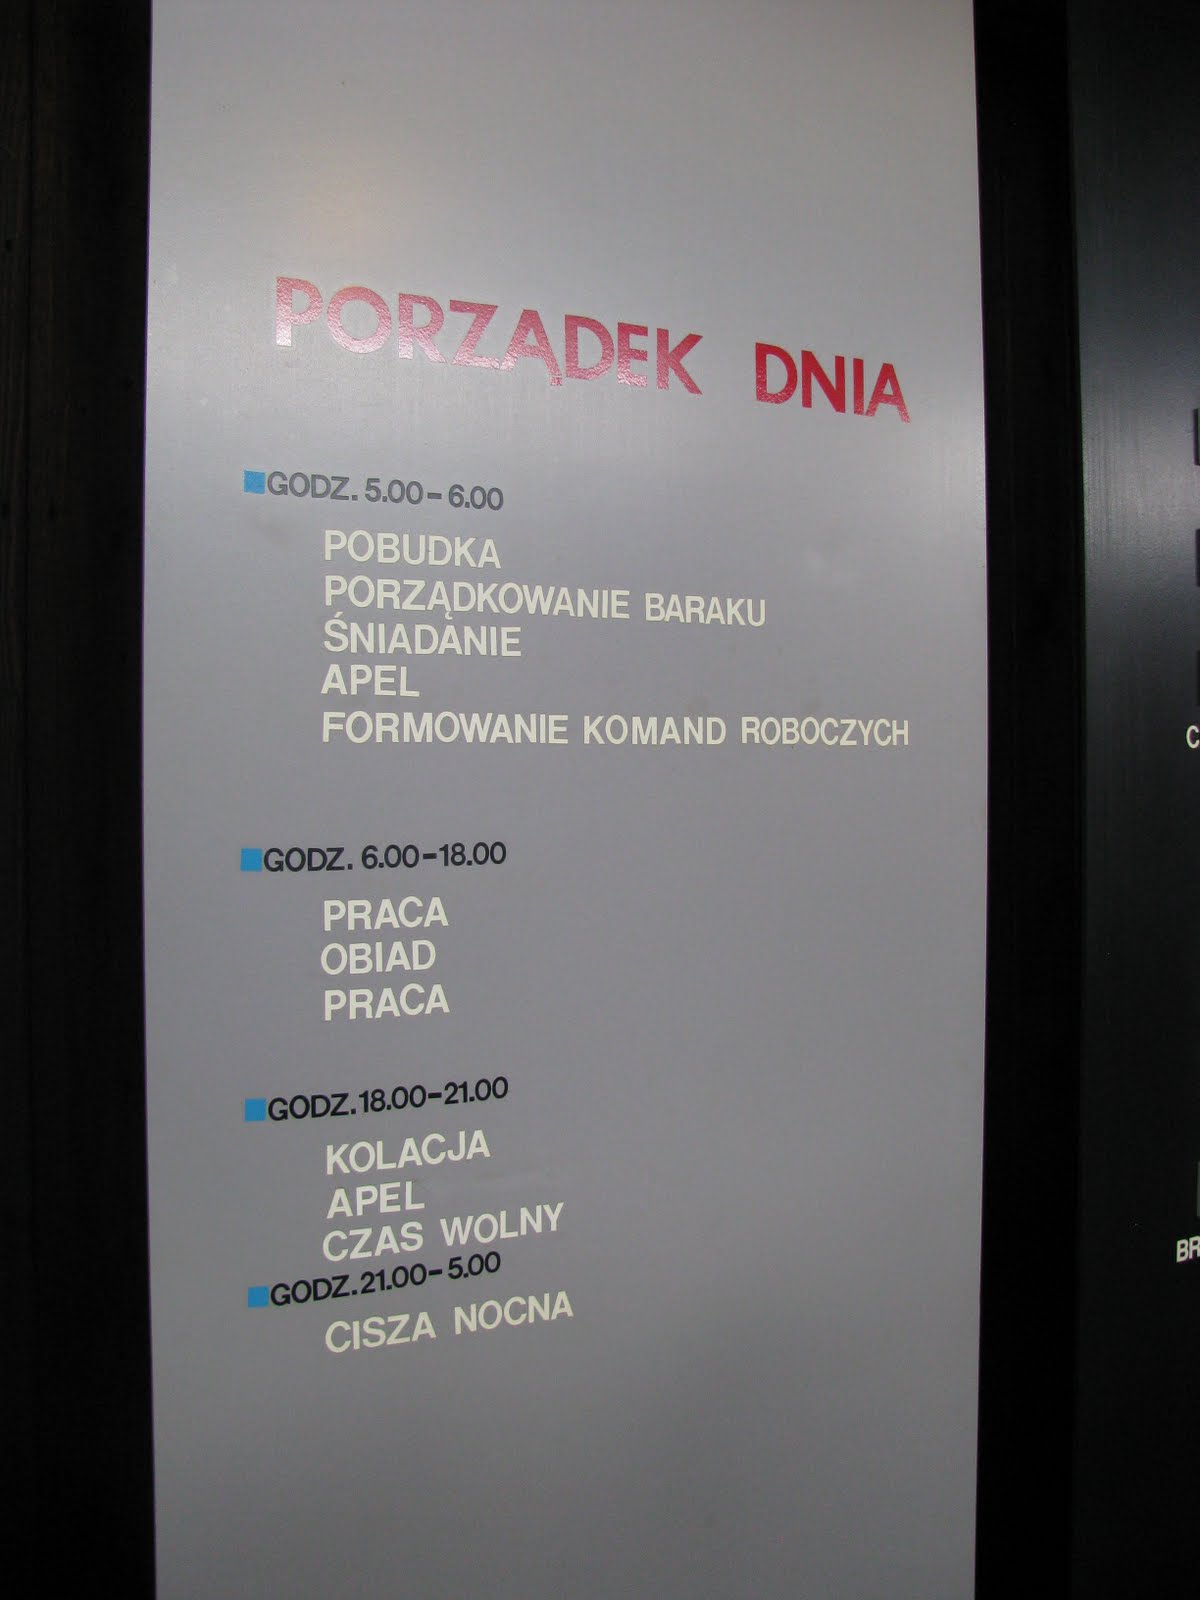 PORZĄDEK DNIA
GODZ. 5.00-6.00
POBUDKA
PORZĄDKOWANIE BARAKU
ŚNIADANIE
APEL
FORMOWANIE KOMAND ROBOCZYCH
GODZ. 6.00-18.00
PRACA
OBIAD
PRACA
GODZ.18.00-21.00
KOLACJA
APEL
CZAS WOLNY
GODZ.21.00-5.00
CISZA NOCNA